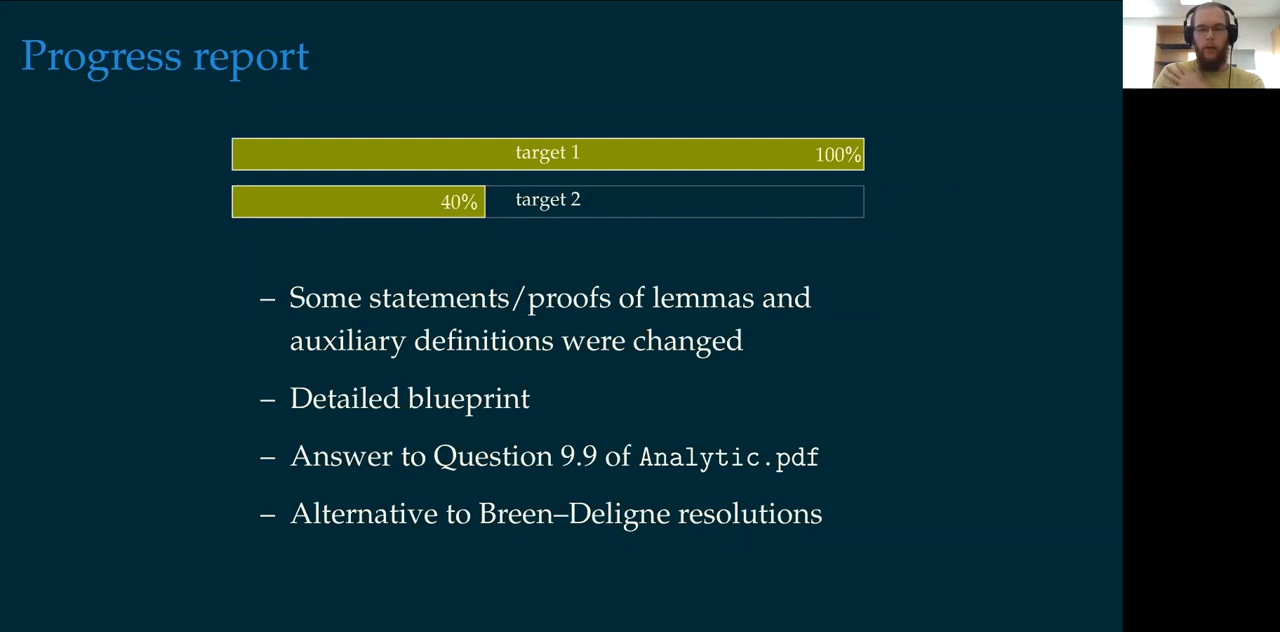 Progress report
target 1 100%
40% target 2
– Some statements/proofs of lemmas and
auxiliary definitions were changed
– Detailed blueprint
– Answer to Question 9.9 of Analytic.pdf
– Alternative to Breen–Deligne resolutions